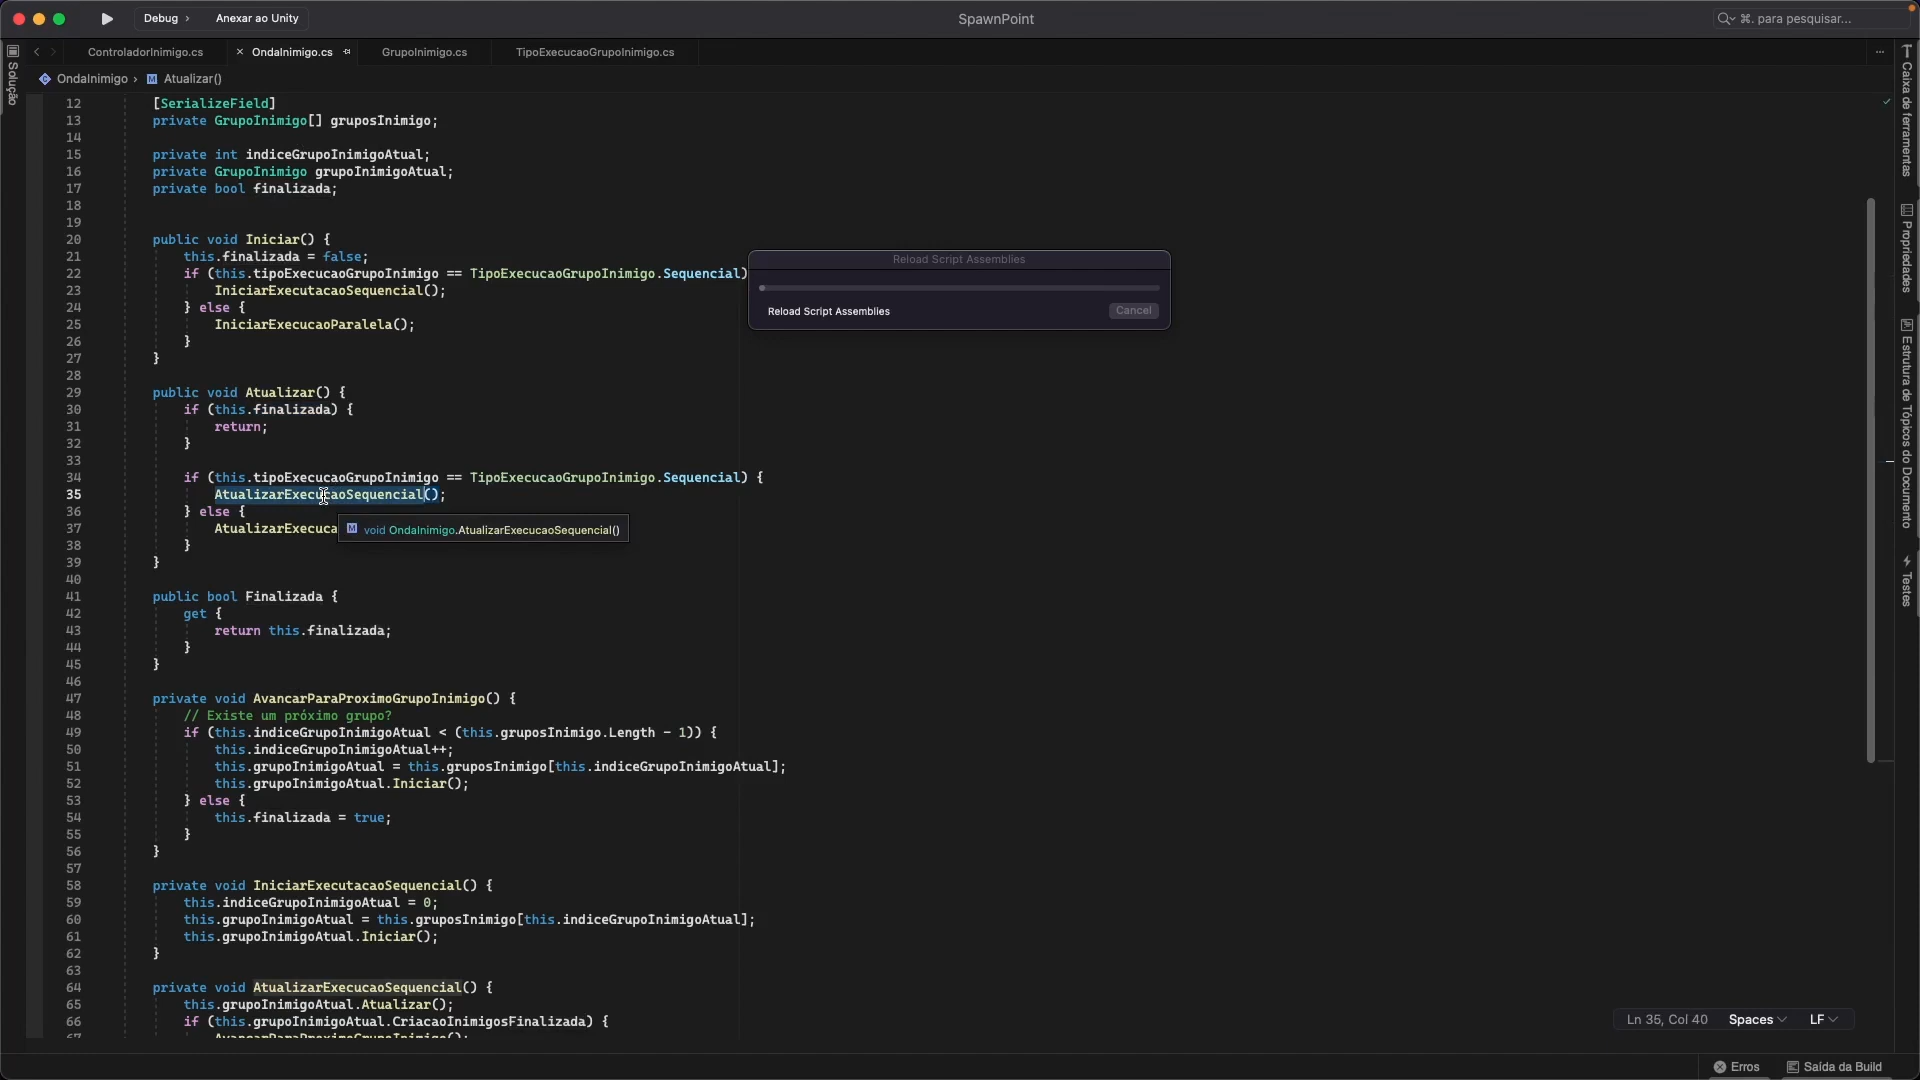 Debug
Anexar ao Unity
SpawnPoint
⌘. para pesquisar...
ControladorInimigo.cs
OndaInimigo.cs
GrupoInimigo.cs
TipoExecucaoGrupoInimigo.cs
OndaInimigo › Atualizar()
Solução
Caixa de ferramentas
Propriedades
Estrutura de Tópicos do Documento
Testes
12 [SerializeField]
13 private GrupoInimigo[] gruposInimigo;
14
15 private int indiceGrupoInimigoAtual;
16 private GrupoInimigo grupoInimigoAtual;
17 private bool finalizada;
18
19
20 public void Iniciar() {
21 this.finalizada = false;
22 if (this.tipoExecucaoGrupoInimigo == TipoExecucaoGrupoInimigo.Sequencial)
23 IniciarExecutacaoSequencial();
24 } else {
25 IniciarExecucaoParalela();
26 }
27 }
28
29 public void Atualizar() {
30 if (this.finalizada) {
31 return;
32 }
33
34 if (this.tipoExecucaoGrupoInimigo == TipoExecucaoGrupoInimigo.Sequencial) {
35 AtualizarExecucaoSequencial();
36 } else {
37 AtualizarExecuca
38 }
39 }
40
41 public bool Finalizada {
42 get {
43 return this.finalizada;
44 }
45 }
46
47 private void AvancarParaProximoGrupoInimigo() {
48 // Existe um próximo grupo?
49 if (this.indiceGrupoInimigoAtual < (this.gruposInimigo.Length - 1)) {
50 this.indiceGrupoInimigoAtual++;
51 this.grupoInimigoAtual = this.gruposInimigo[this.indiceGrupoInimigoAtual];
52 this.grupoInimigoAtual.Iniciar();
53 } else {
54 this.finalizada = true;
55 }
56 }
57
58 private void IniciarExecutacaoSequencial() {
59 this.indiceGrupoInimigoAtual = 0;
60 this.grupoInimigoAtual = this.gruposInimigo[this.indiceGrupoInimigoAtual];
61 this.grupoInimigoAtual.Iniciar();
62 }
63
64 private void AtualizarExecucaoSequencial() {
65 this.grupoInimigoAtual.Atualizar();
66 if (this.grupoInimigoAtual.CriacaoInimigosFinalizada) {
67 AvancarParaProximoGrupoInimigo();
void OndaInimigo.AtualizarExecucaoSequencial()
Reload Script Assemblies
Reload Script Assemblies
Cancel
Ln 35, Col 40
Spaces
LF
Erros
Saída da Build